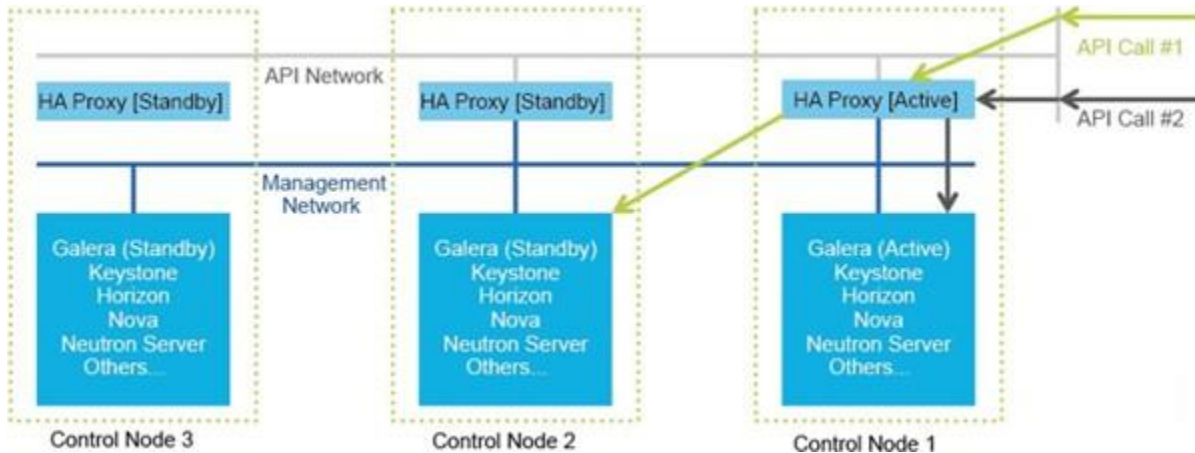 API Call #1
API Network
HA Proxy [Standby]
HA Proxy [Standby]
HA Proxy [Active]
API Call #2
Management
Network
Galera (Standby)
Keystone
Horizon
Nova
Neutron Server
Others...
Galera (Standby)
Keystone
Horizon
Nova
Neutron Server
Others...
Galera (Active)
Keystone
Horizon
Nova
Neutron Server
Others...
Control Node 3
Control Node 2
Control Node 1